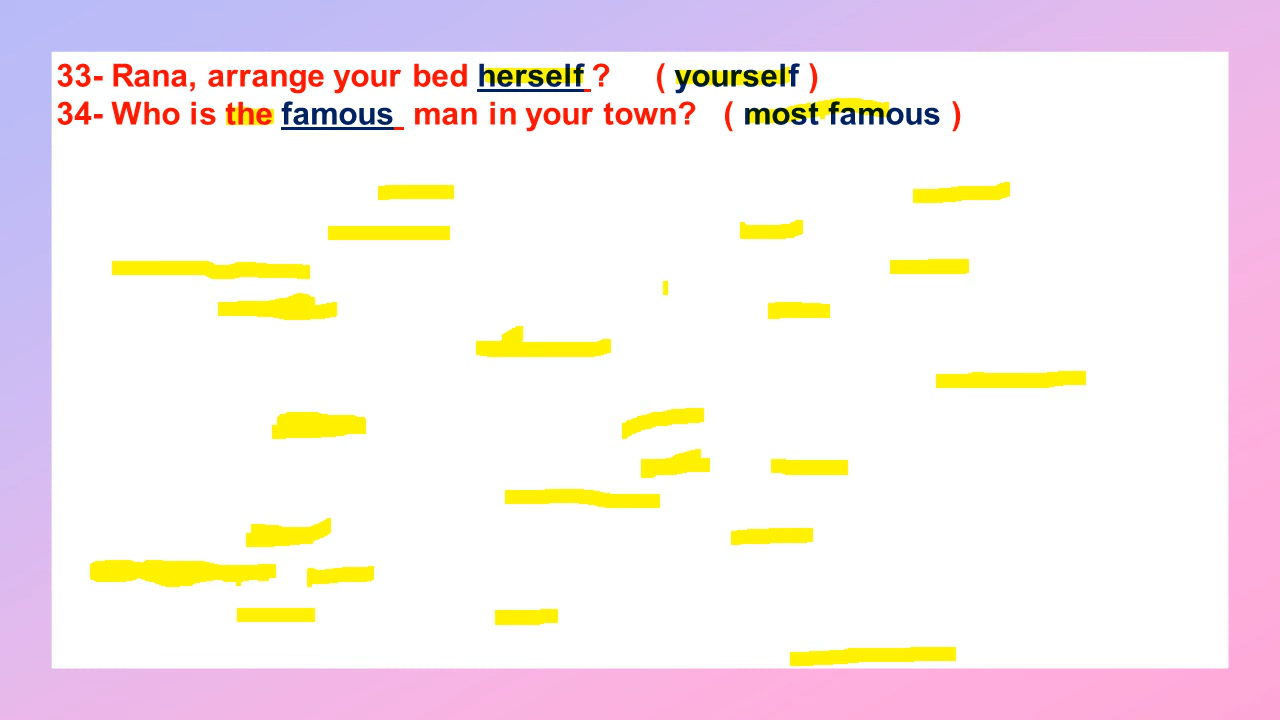 33- Rana, arrange your bed herself ? ( yourself )
34- Who is the famous man in your town? ( most famous )